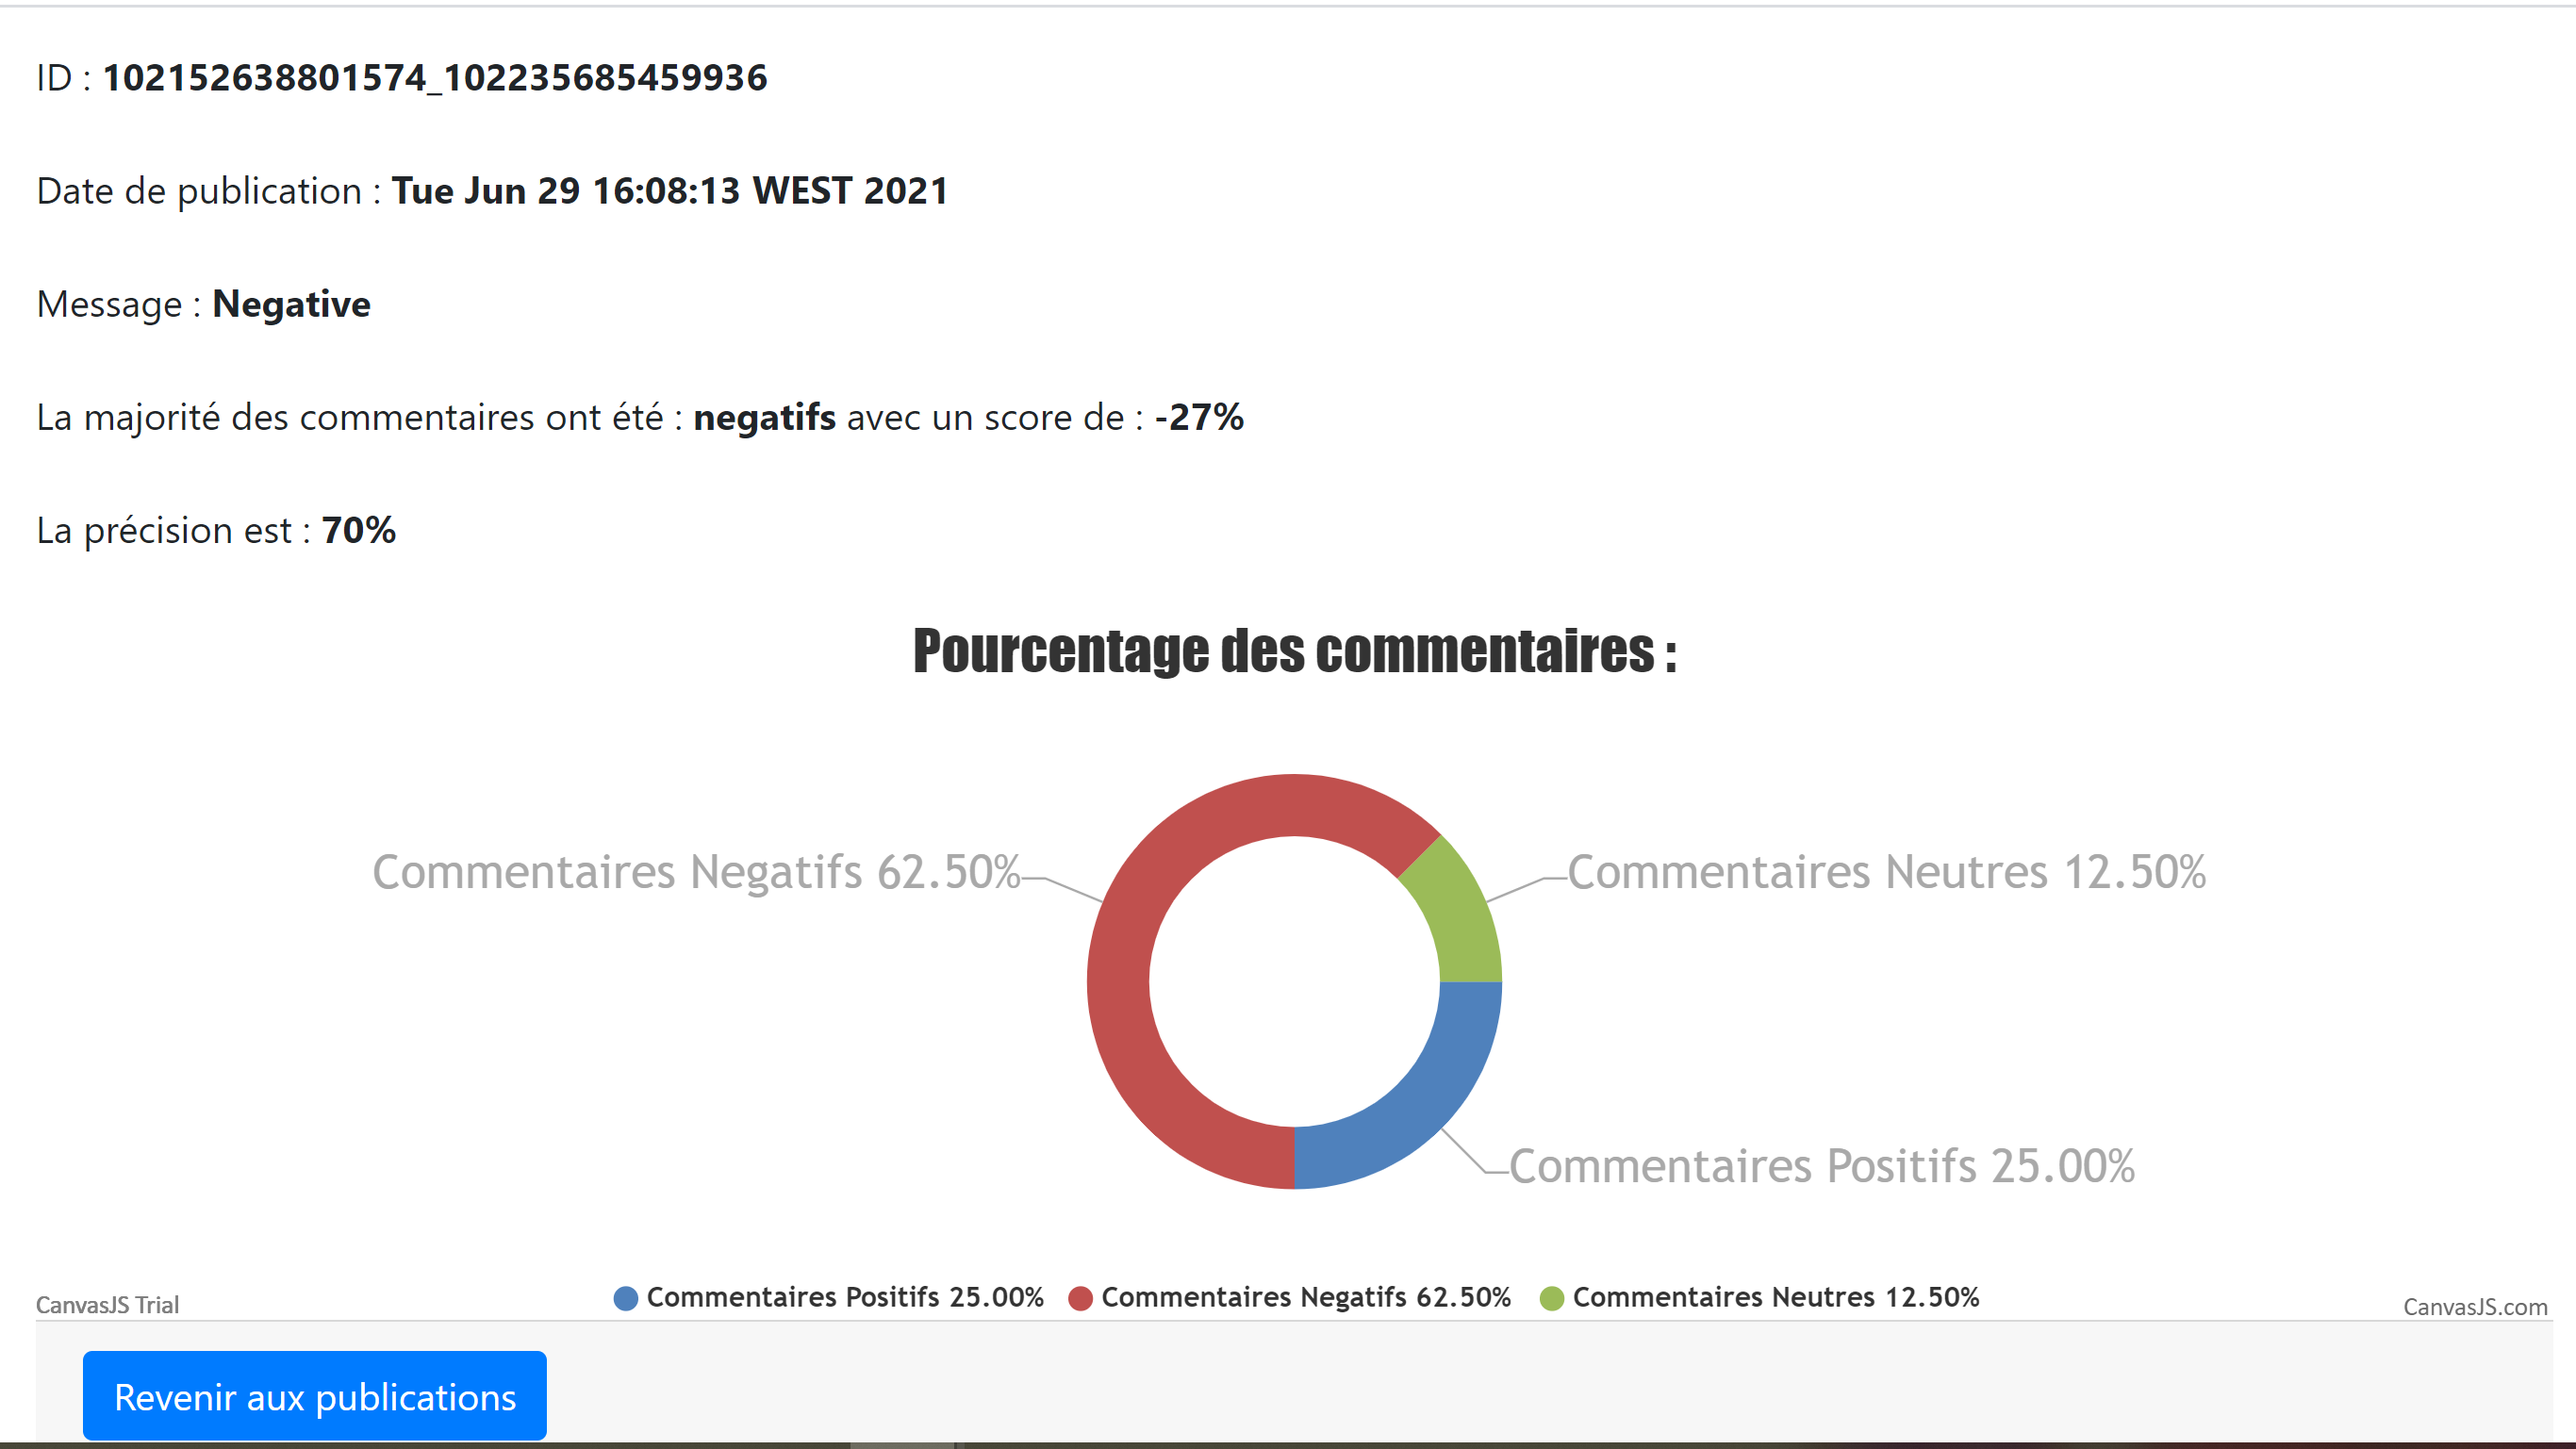 ID : 102152638801574_102235685459936
Date de publication : Tue Jun 29 16:08:13 WEST 2021
Message : Negative
La majorité des commentaires ont été : negatifs avec un score de : -27%
La précision est : 70%
Pourcentage des commentaires :
Commentaires Negatifs 62.50%
Commentaires Neutres 12.50%
Commentaires Positifs 25.00%
Commentaires Positifs 25.00% Commentaires Negatifs 62.50% Commentaires Neutres 12.50%
CanvasJS Trial
CanvasJS.com
Revenir aux publications